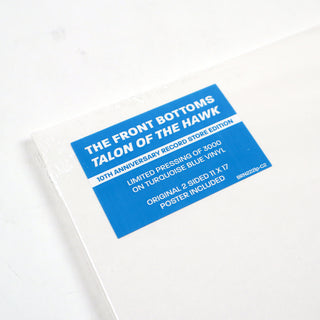 THE FRONT BOTTOMS
TALON OF THE HAWK
10TH ANNIVERSARY RECORD STORE EDITION
LIMITED PRESSING OF 3000
ON TURQUOISE BLUE VINYL
ORIGINAL 2 SIDED 11 X 17
POSTER INCLUDED